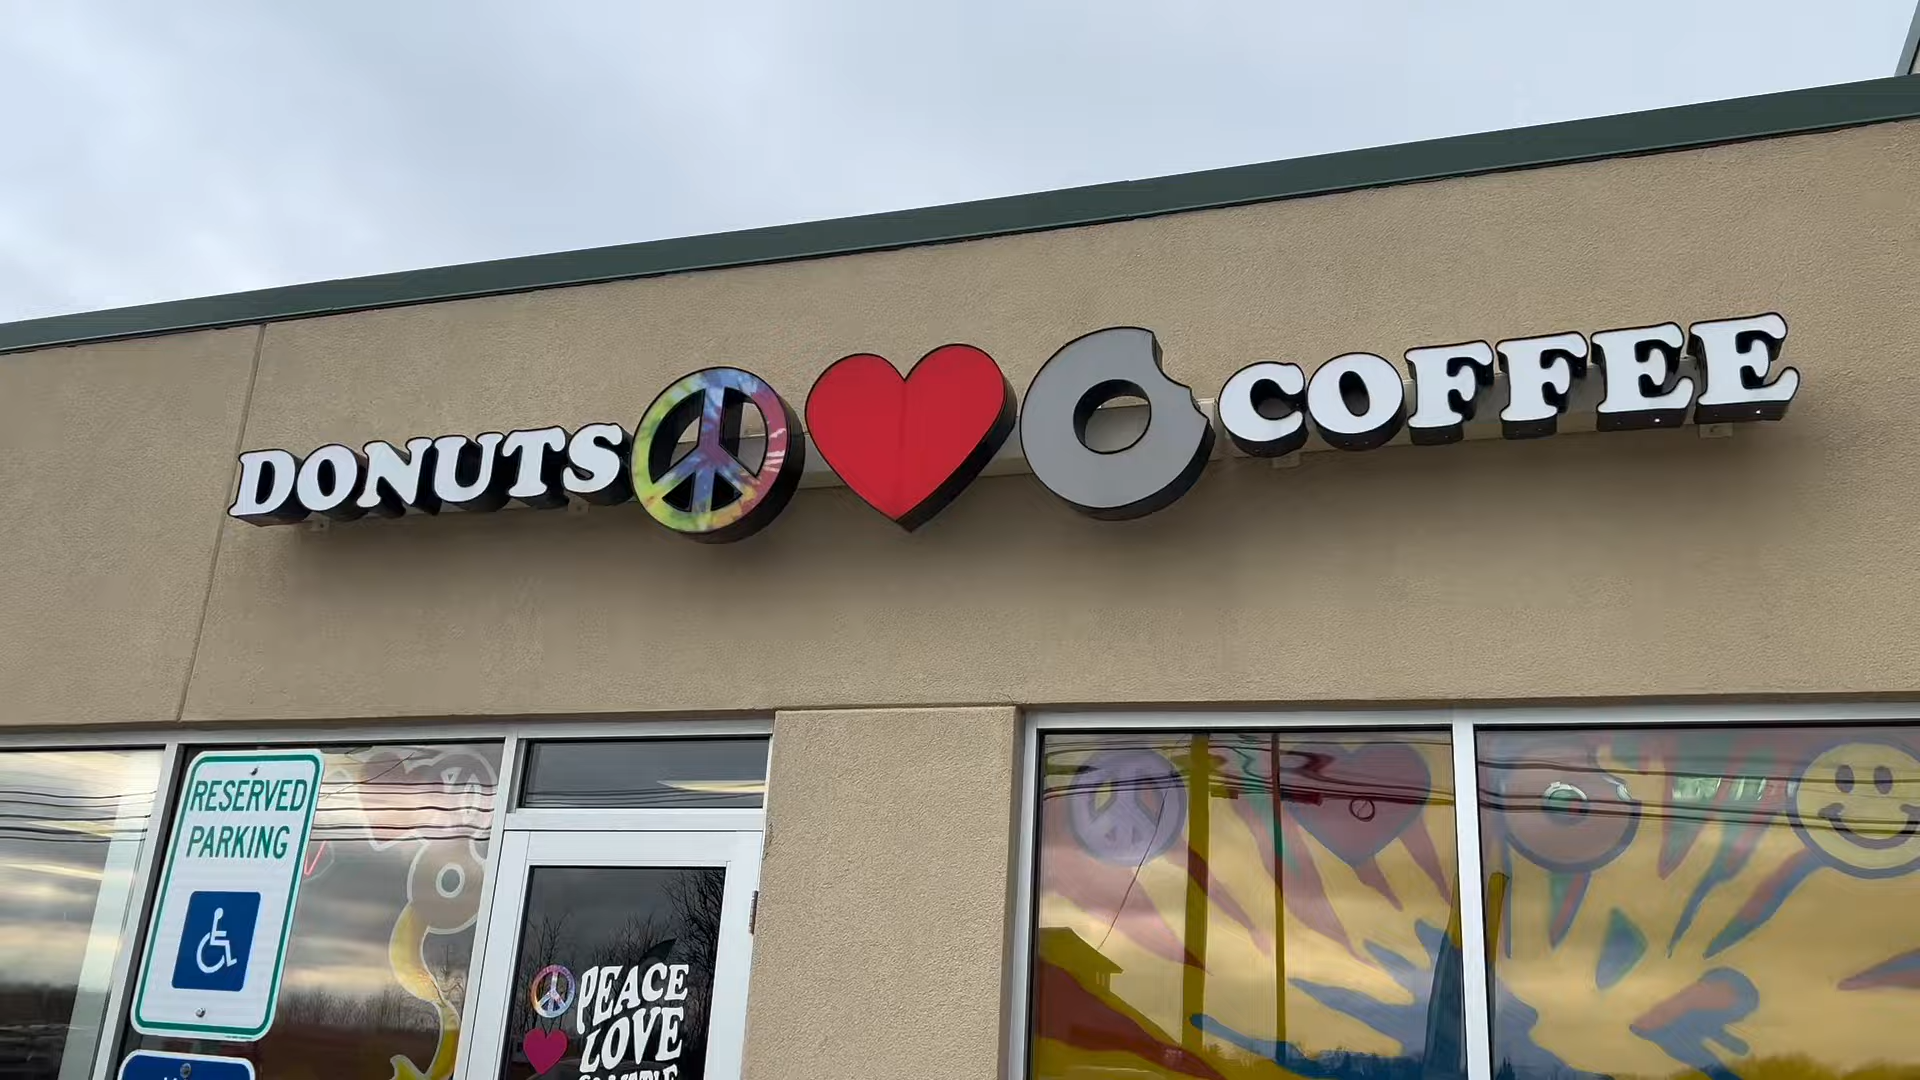 DONUTS COFFEE
RESERVED
PARKING
PEACE
LOVE